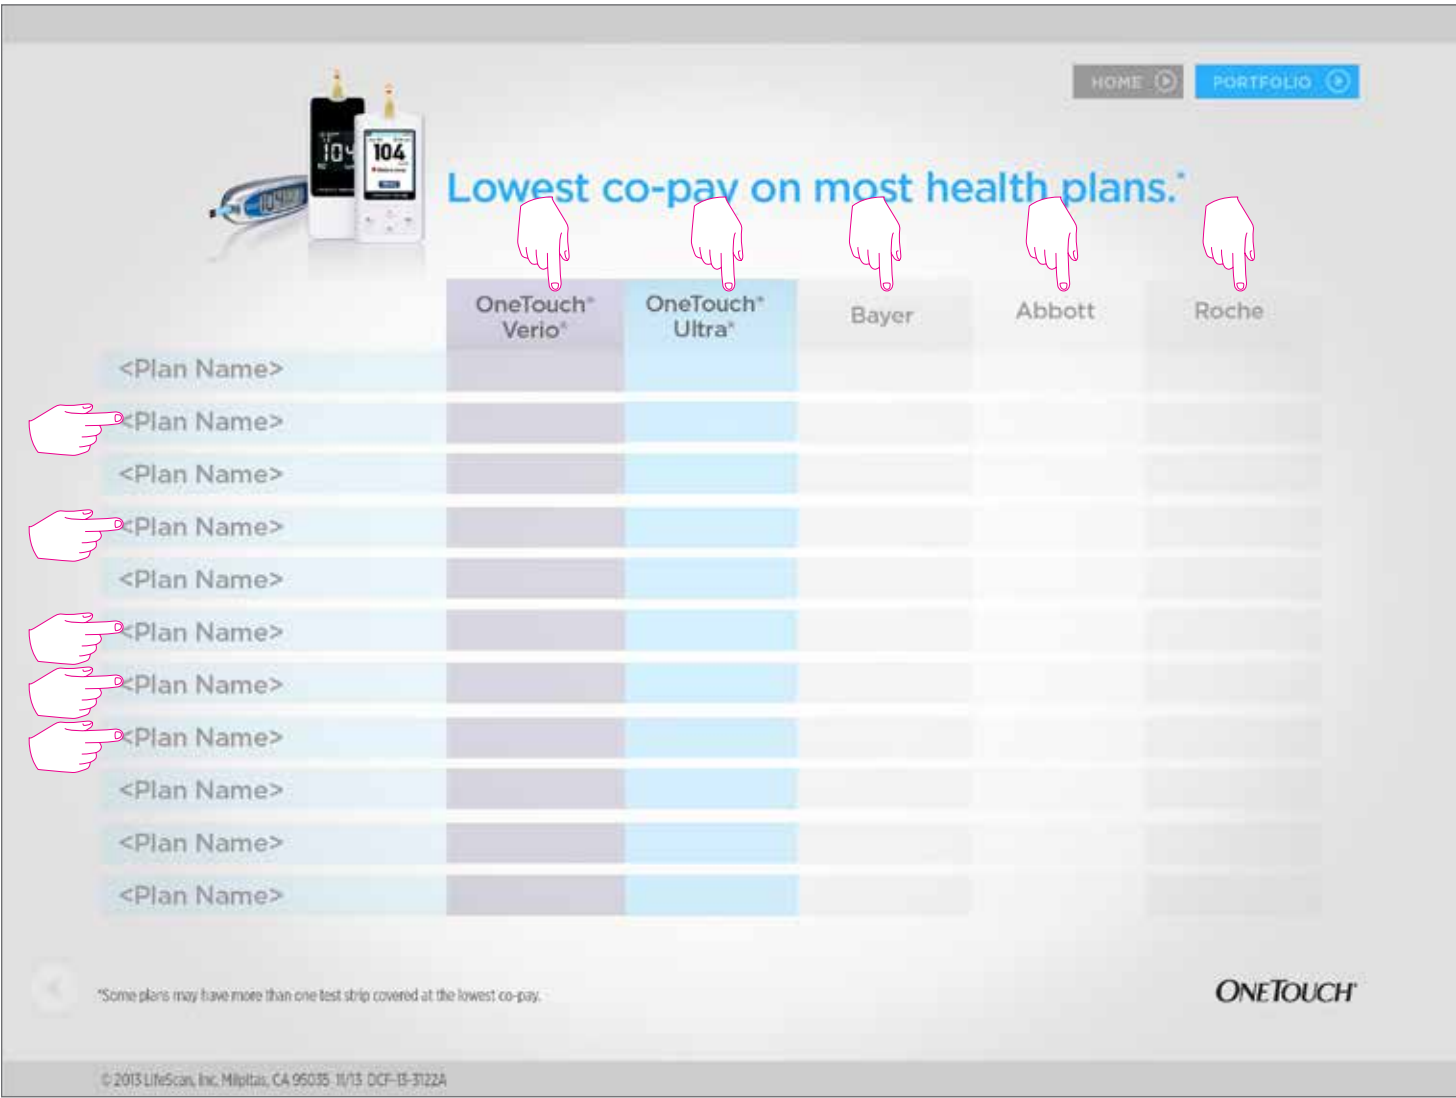 HOME
PORTFOLIO
104
104
Lowest co-pay on most health plans.*
OneTouch®
Verio®
OneTouch®
Ultra®
Bayer
Abbott
Roche
<Plan Name>
<Plan Name>
<Plan Name>
<Plan Name>
<Plan Name>
<Plan Name>
<Plan Name>
<Plan Name>
<Plan Name>
<Plan Name>
<Plan Name>
*Some plans may have more than one test strip covered at the lowest co-pay.
ONETOUCH®
© 2013 LifeScan, Inc. Milpitas, CA 95035 11/13 DCF-13-3122A